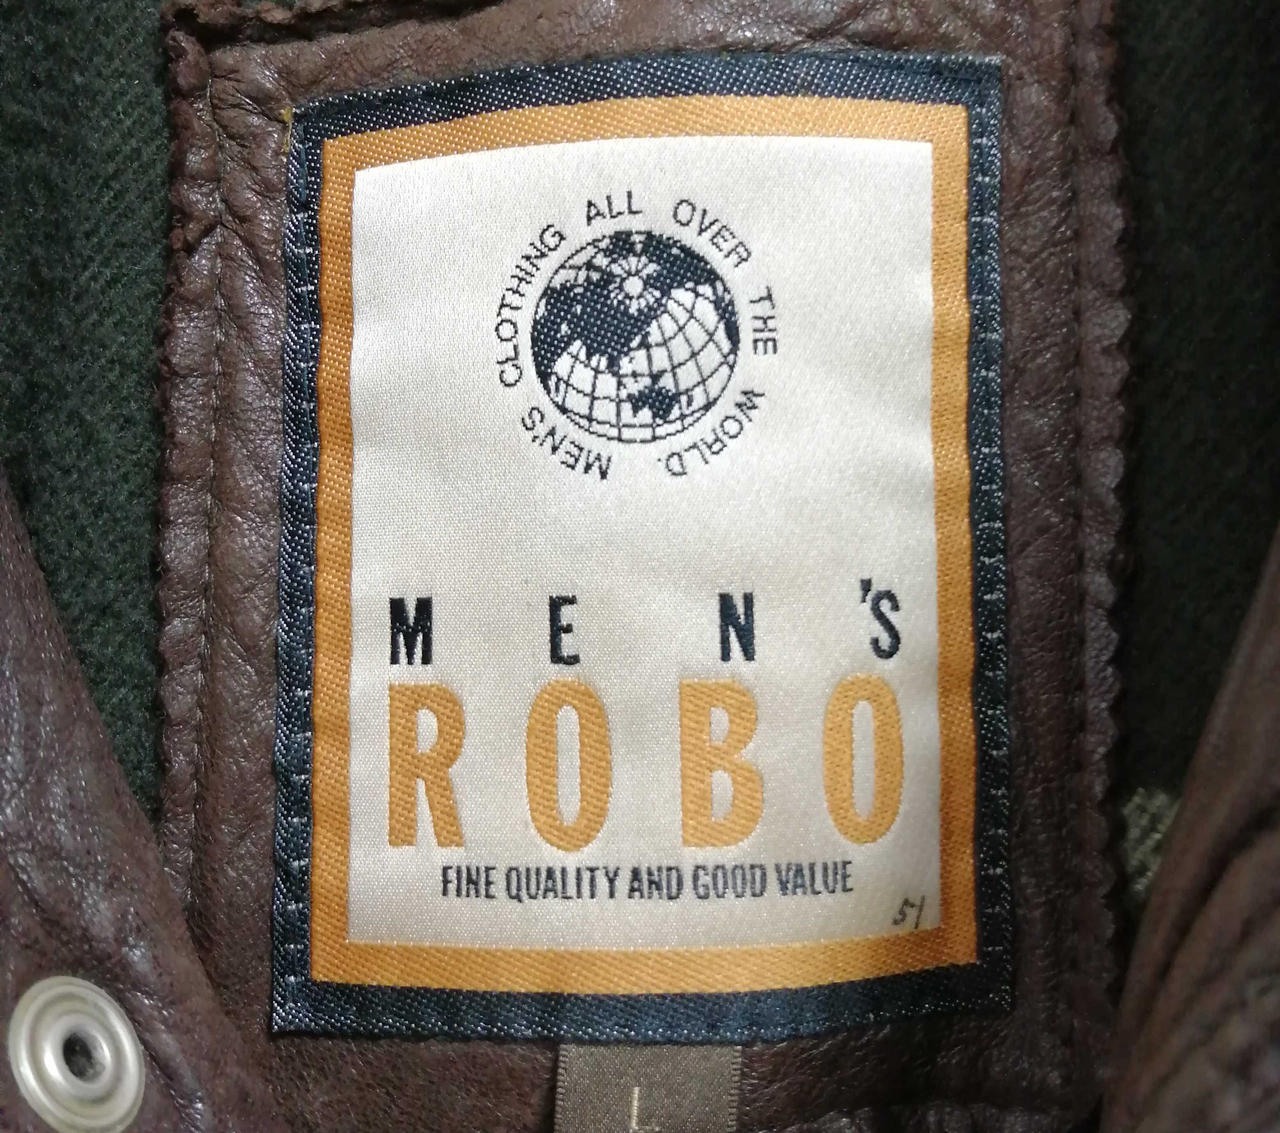 MEN'S CLOTHING ALL OVER THE WORLD.
MEN'S
ROBO
FINE QUALITY AND GOOD VALUE
51
L